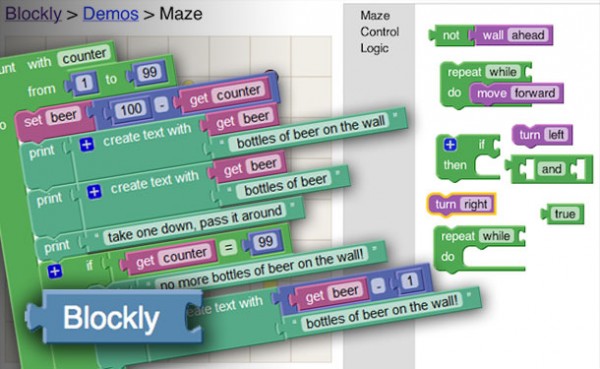 Blockly > Demos > Maze
with counter
from 1 to 99
set beer 100 - get counter
print create text with get beer
" bottles of beer on the wall "
print create text with get beer
" bottles of beer "
print " take one down, pass it around "
if get counter = 99
no more bottles of beer on the wall! "
create text with get beer - 1
" bottles of beer on the wall! "
Blockly
Maze
Control
Logic
not wall ahead
repeat while
do move forward
if
then
turn left
and
turn right
true
repeat while
do